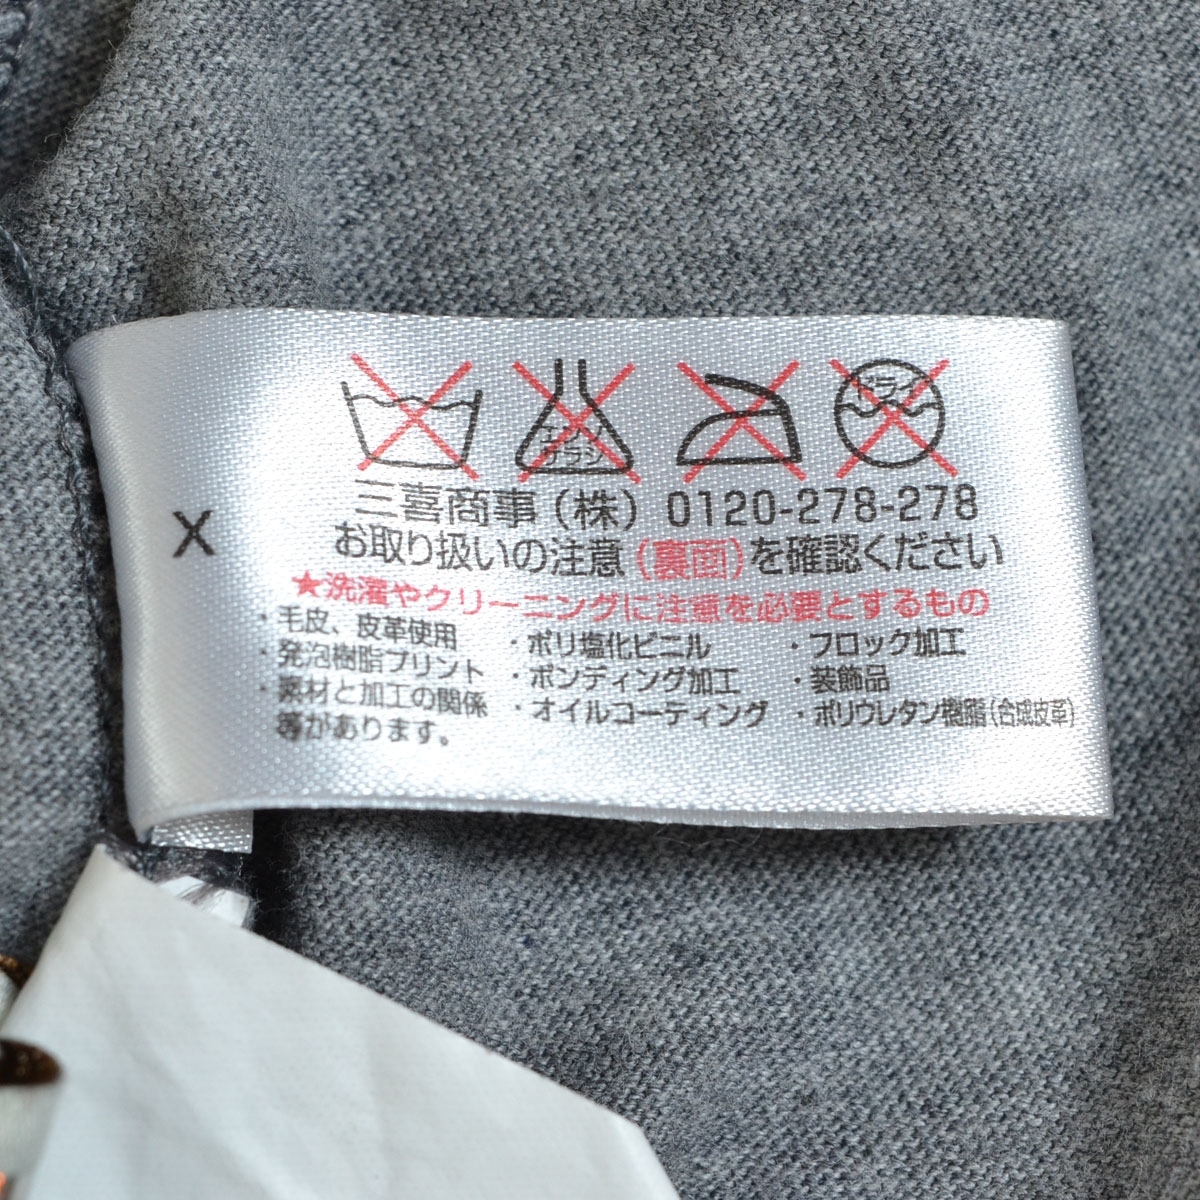 エンソ
サラシ
ドライ
三喜商事（株）0120-278-278
X
お取り扱いの注意（裏面）を確認ください
★洗濯やクリーニングに注意を必要とするもの
・毛皮、皮革使用 ・ポリ塩化ビニル ・フロック加工
・発泡樹脂プリント ・ボンディング加工 ・装飾品
・素材と加工の関係 ・オイルコーティング ・ポリウレタン樹脂（合成皮革）
等があります。